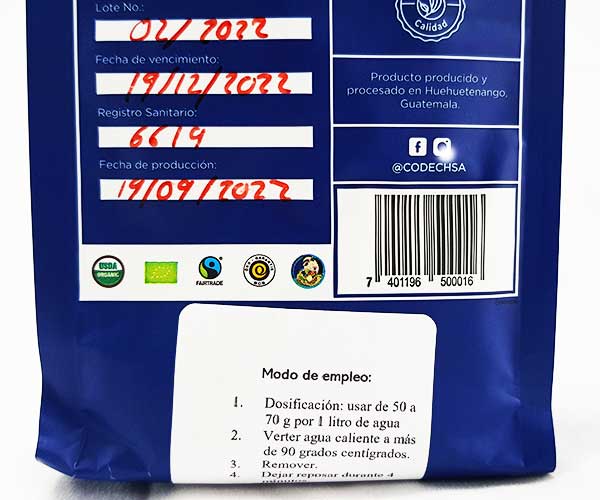 Lote No.:
02/2022
Fecha de vencimiento:
19/12/2022
Registro Sanitario:
6619
Fecha de producción:
19/09/2022
Calidad
Producto producido y
procesado en Huehuetenango,
Guatemala.
@CODECHSA
USDA
ORGANIC
FAIRTRADE
7 401196 500016
Modo de empleo:
1. Dosificación: usar de 50 a
70 g por 1 litro de agua
2. Verter agua caliente a más
de 90 grados centígrados.
3. Remover.
4. Dejar reposar durante 4
minutos